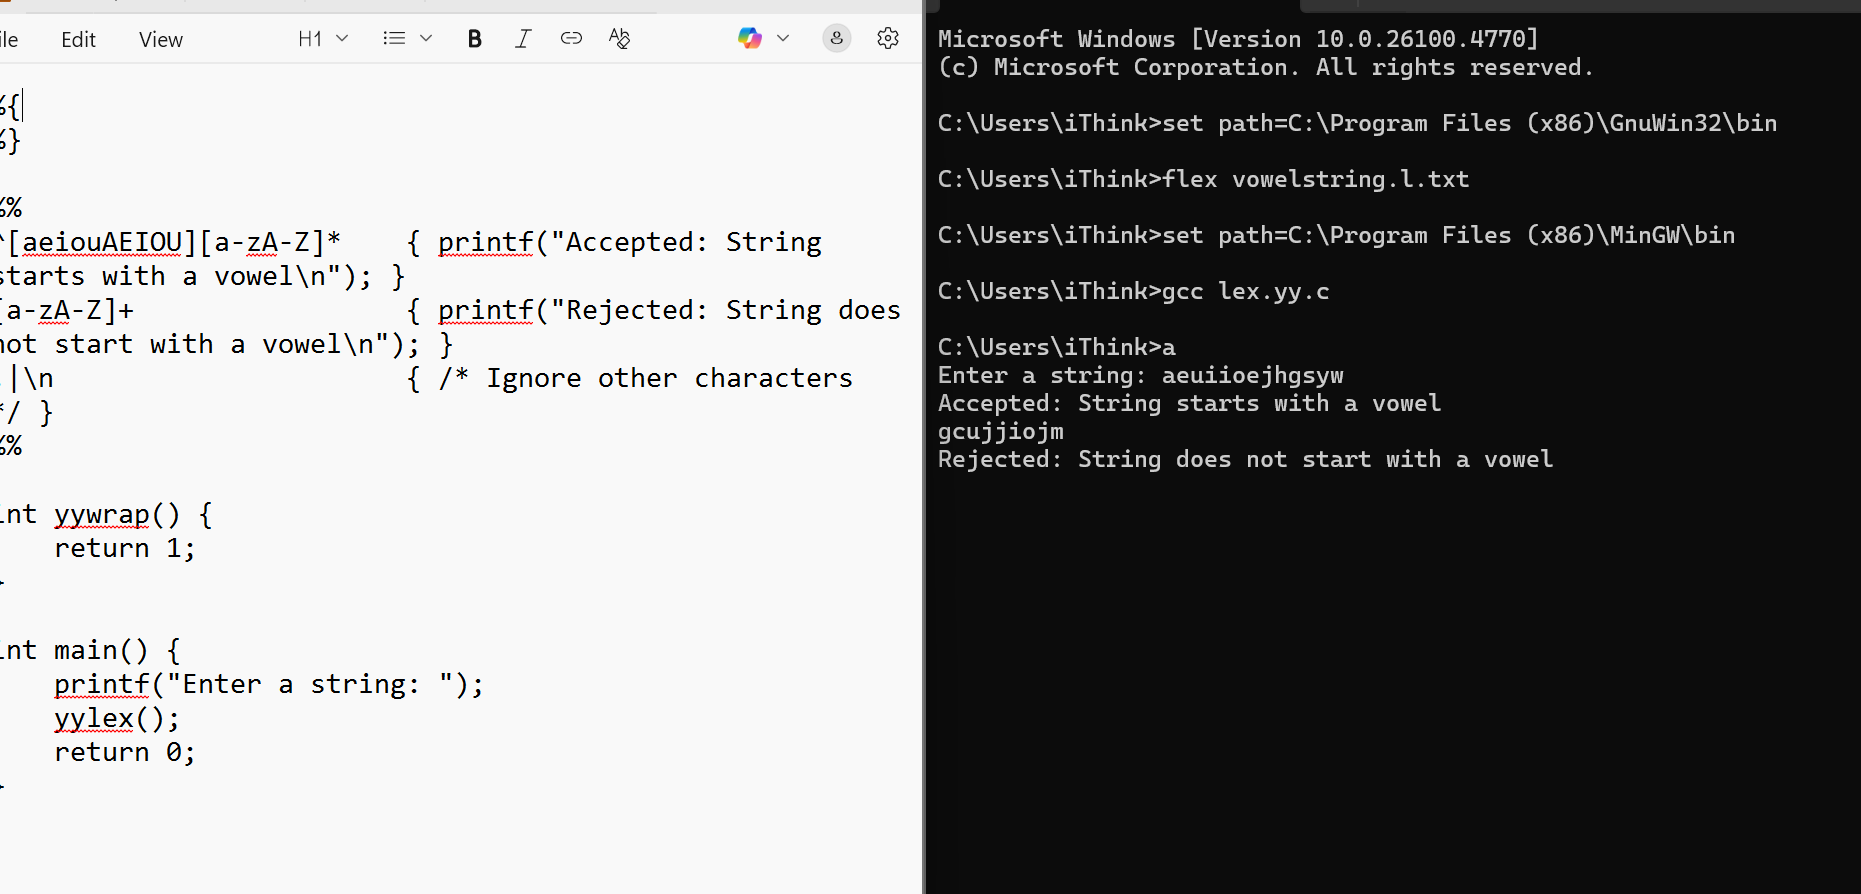 Edit View H1
%{
%}
%%
^[aeiouAEIOU][a-zA-Z]* { printf("Accepted: String
starts with a vowel\n"); }
[a-zA-Z]+ { printf("Rejected: String does
not start with a vowel\n"); }
.|\n { /* Ignore other characters
*/ }
%%
int yywrap() {
return 1;
}
int main() {
printf("Enter a string: ");
yylex();
return 0;
}
Microsoft Windows [Version 10.0.26100.4770]
(c) Microsoft Corporation. All rights reserved.
C:\Users\iThink>set path=C:\Program Files (x86)\GnuWin32\bin
C:\Users\iThink>flex vowelstring.l.txt
C:\Users\iThink>set path=C:\Program Files (x86)\MinGW\bin
C:\Users\iThink>gcc lex.yy.c
C:\Users\iThink>a
Enter a string: aeuiioejhgsyw
Accepted: String starts with a vowel
gcujjiojm
Rejected: String does not start with a vowel